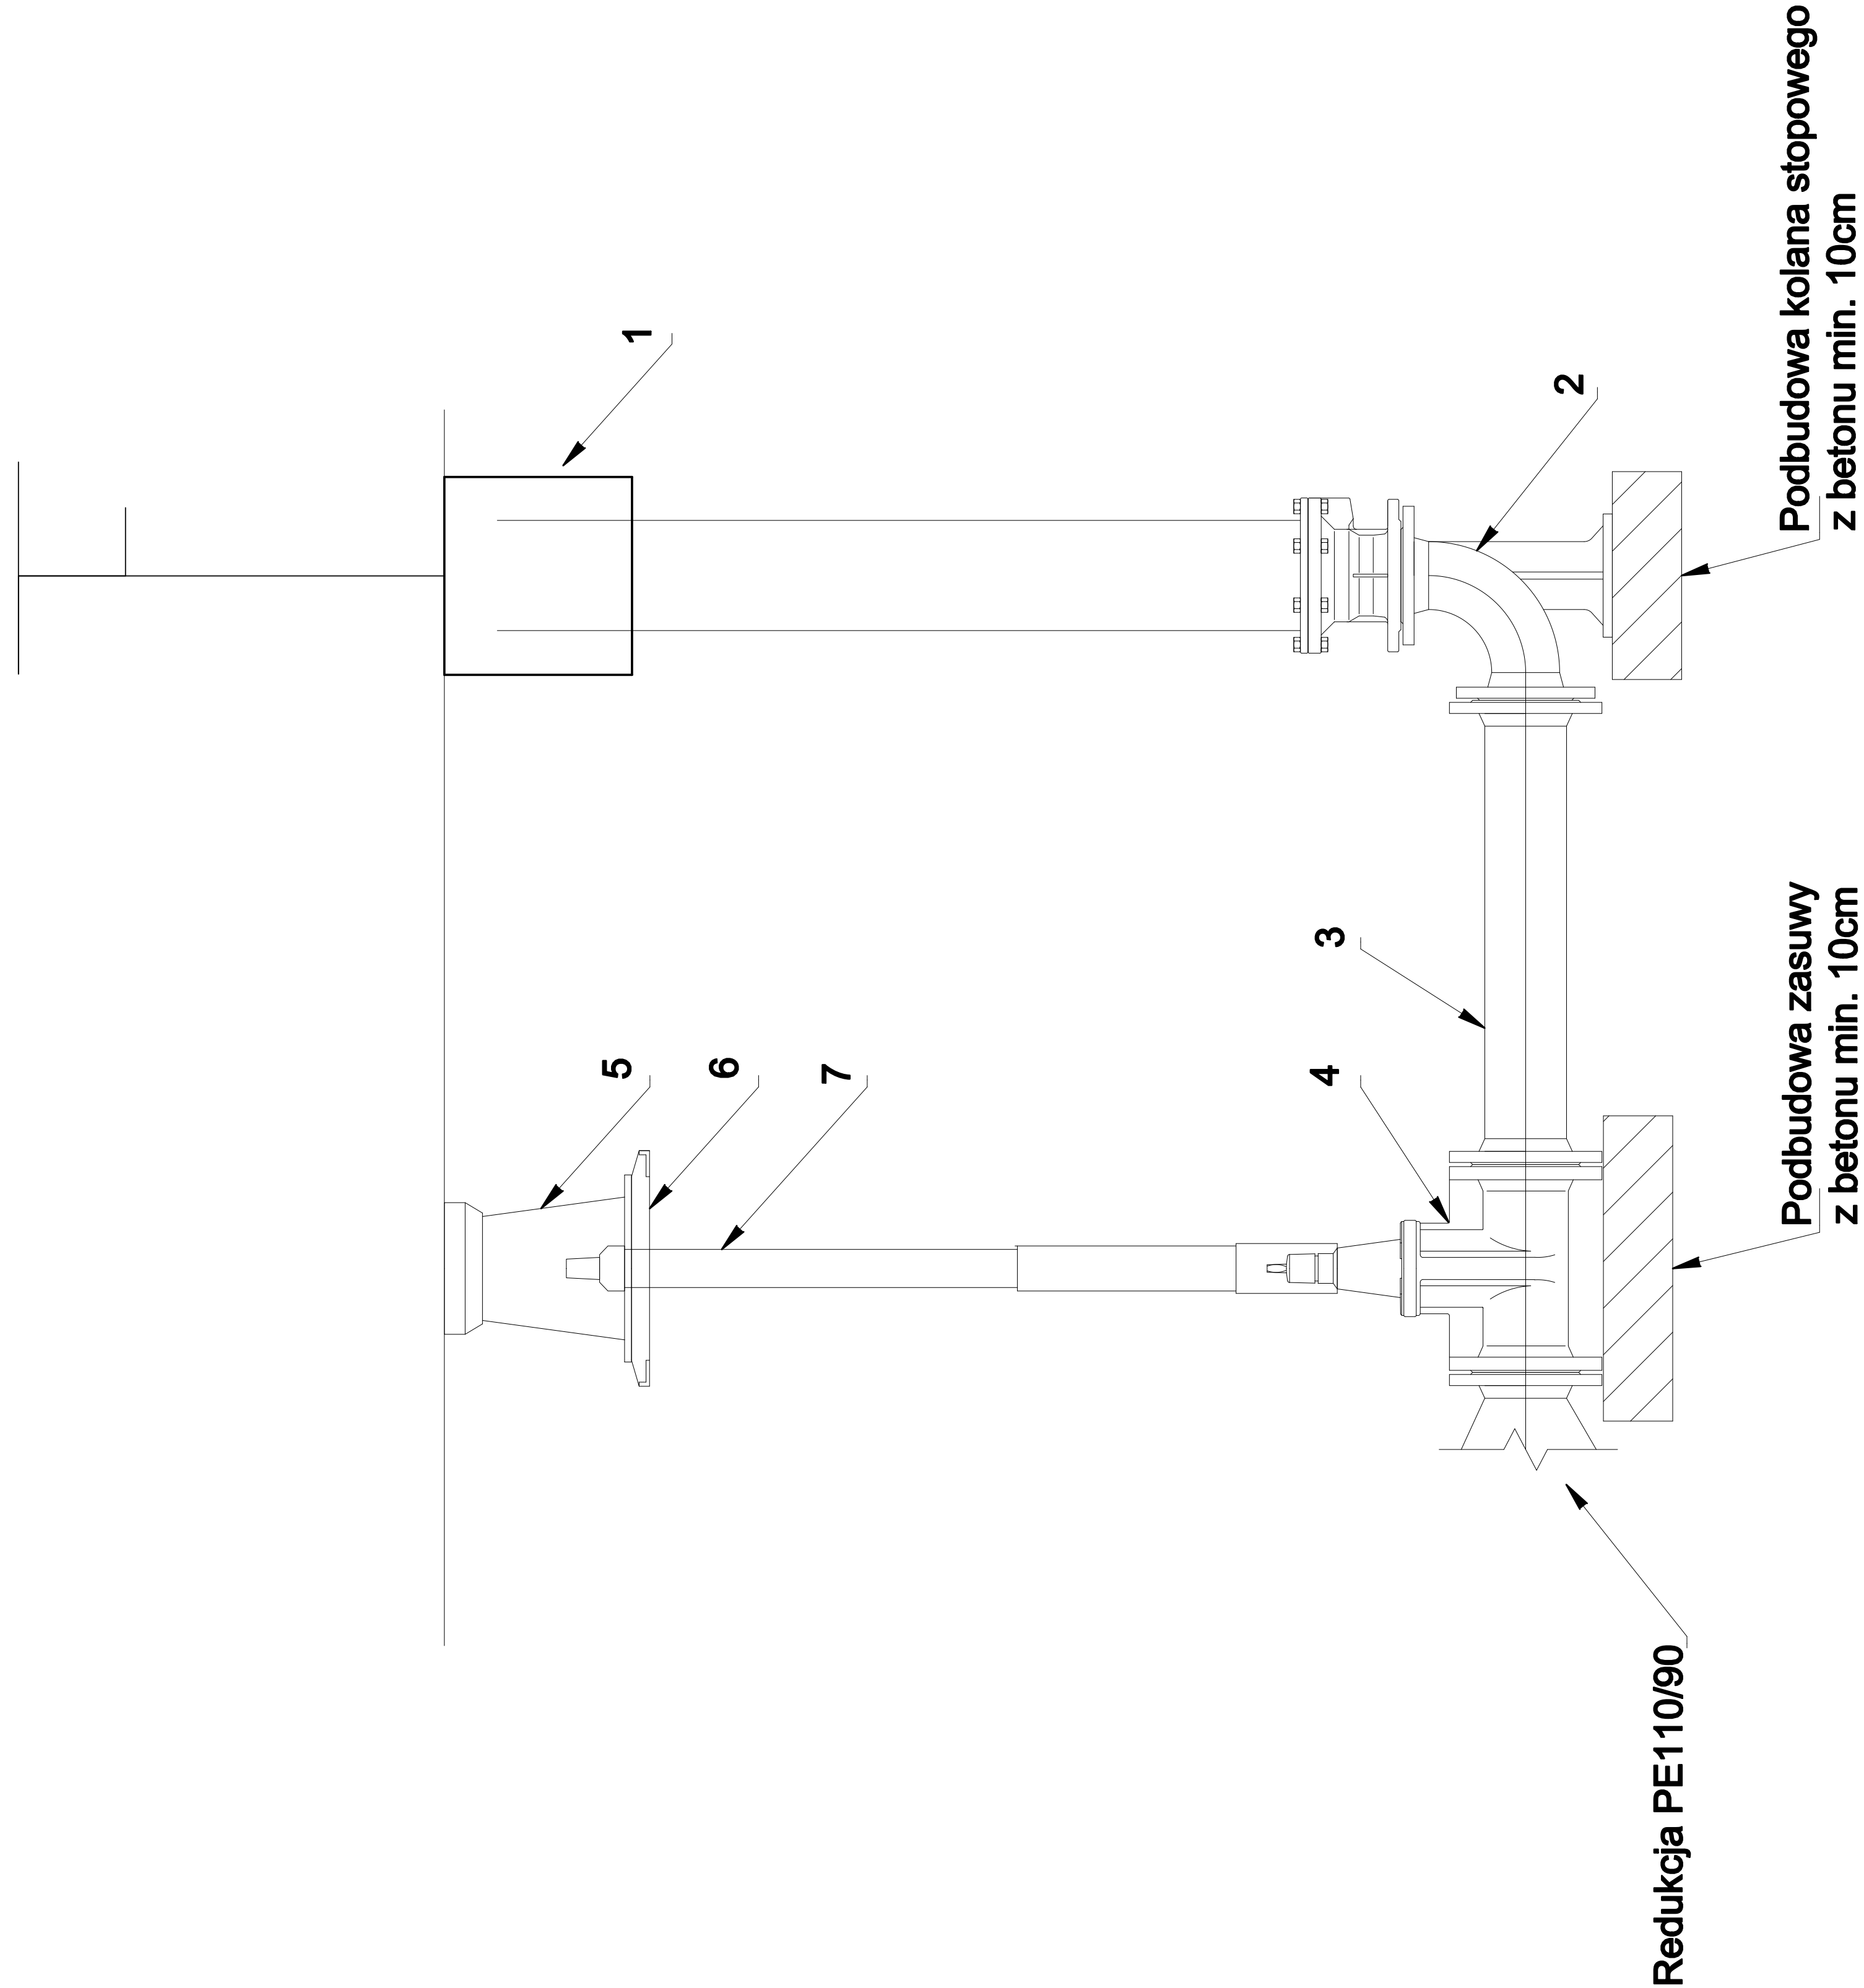 5
1
6
7
4
3
2
Redukcja PE110/90
Podbudowa zasuwy
z betonu min. 10cm
Podbudowa kolana stopowego
z betonu min. 10cm